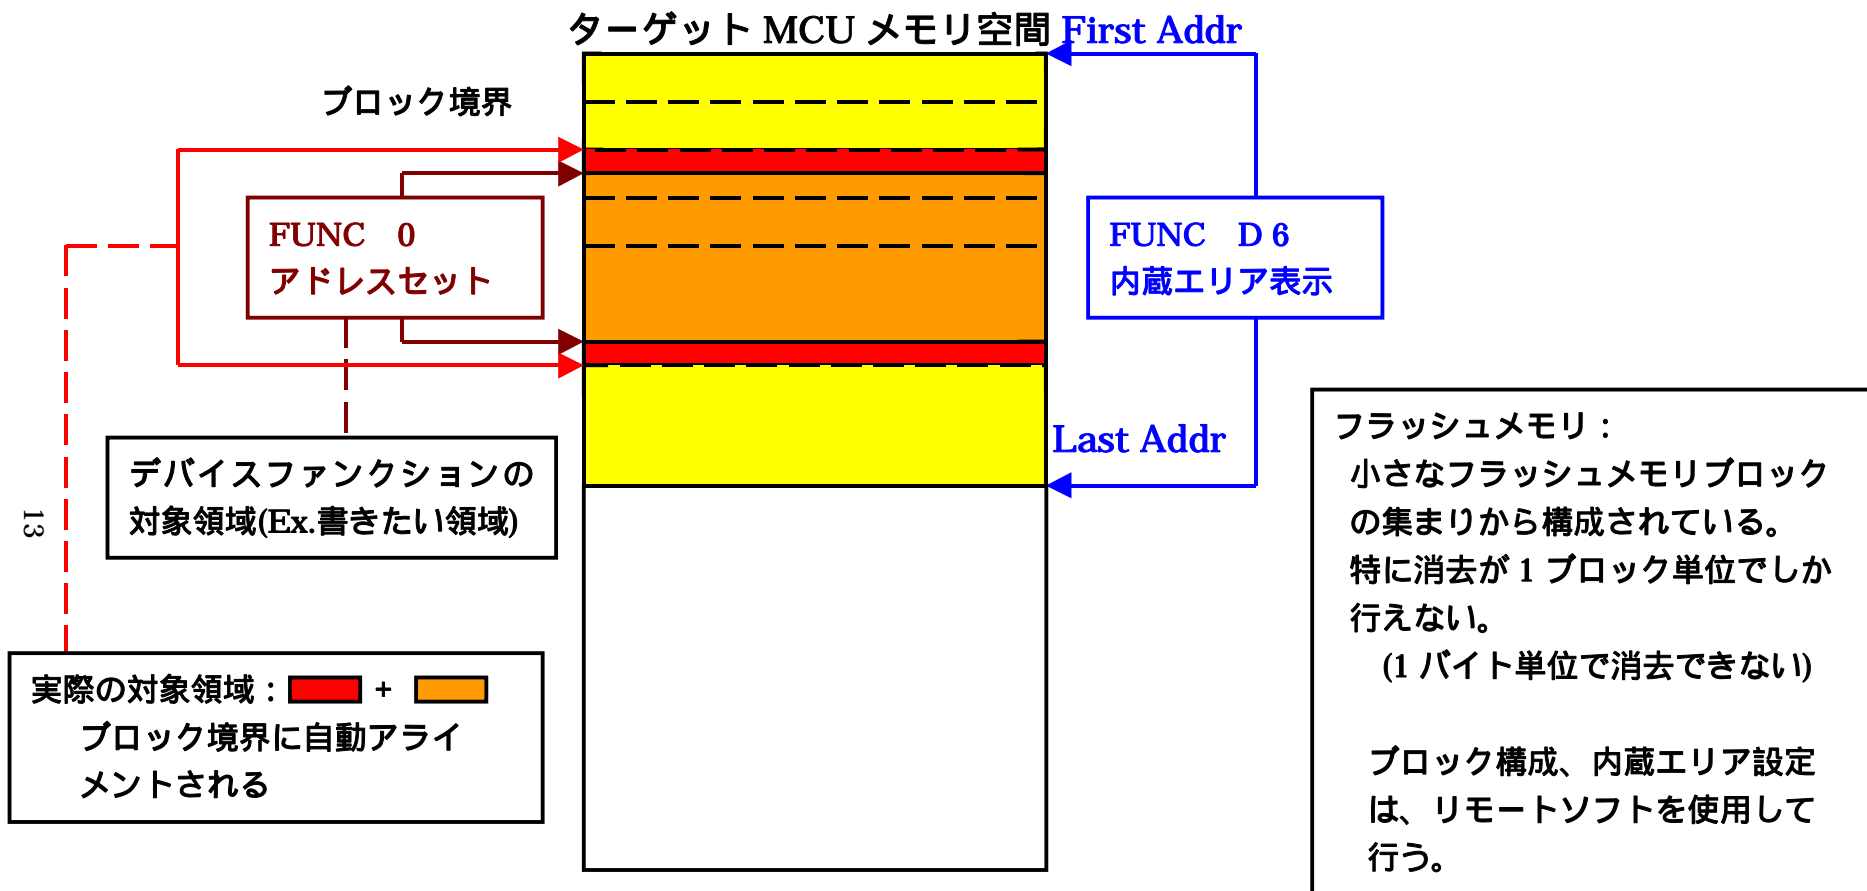 ターゲット MCU メモリ空間
First Addr
ブロック境界
FUNC 0
アドレスセット
FUNC D 6
内蔵エリア表示
Last Addr
デバイスファンクションの
対象領域(Ex.書きたい領域)
13
実際の対象領域: +
ブロック境界に自動アライ
メントされる
フラッシュメモリ:
小さなフラッシュメモリブロック
の集まりから構成されている。
特に消去が 1 ブロック単位でしか
行えない。
(1 バイト単位で消去できない)
ブロック構成、内蔵エリア設定
は、リモートソフトを使用して
行う。